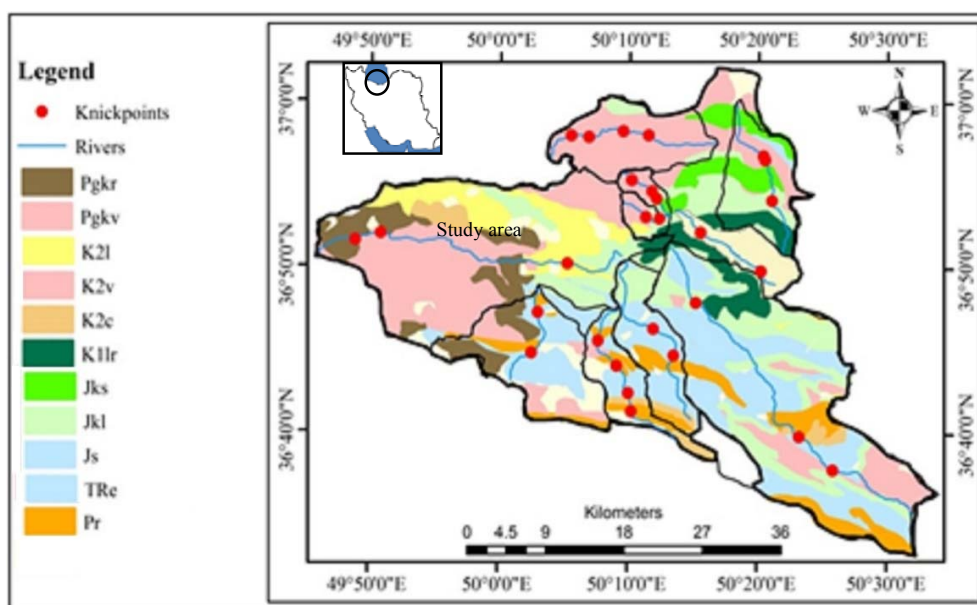 49°50'0"E 50°0'0"E 50°10'0"E 50°20'0"E 50°30'0"E
Legend
Knickpoints
Rivers
Pgkr
Pgkv
K2l
K2v
K2c
K1lr
Jks
Jkl
Js
TRe
Pr
37°0'0"N
36°50'0"N
36°40'0"N
Study area
N
W E
S
37°0'0"N
36°50'0"N
36°40'0"N
Kilometers
0 4.5 9 18 27 36
49°50'0"E 50°0'0"E 50°10'0"E 50°20'0"E 50°30'0"E